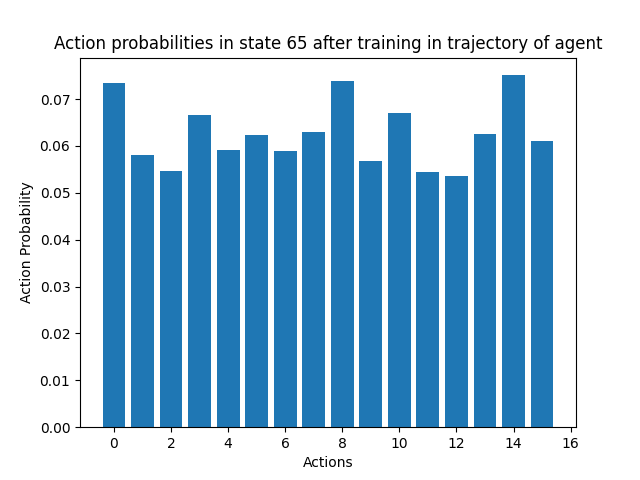 Action probabilities in state 65 after training in trajectory of agent
0.07
0.06
0.05
0.04
0.03
0.02
0.01
0.00
Action Probability
0 2 4 6 8 10 12 14 16
Actions